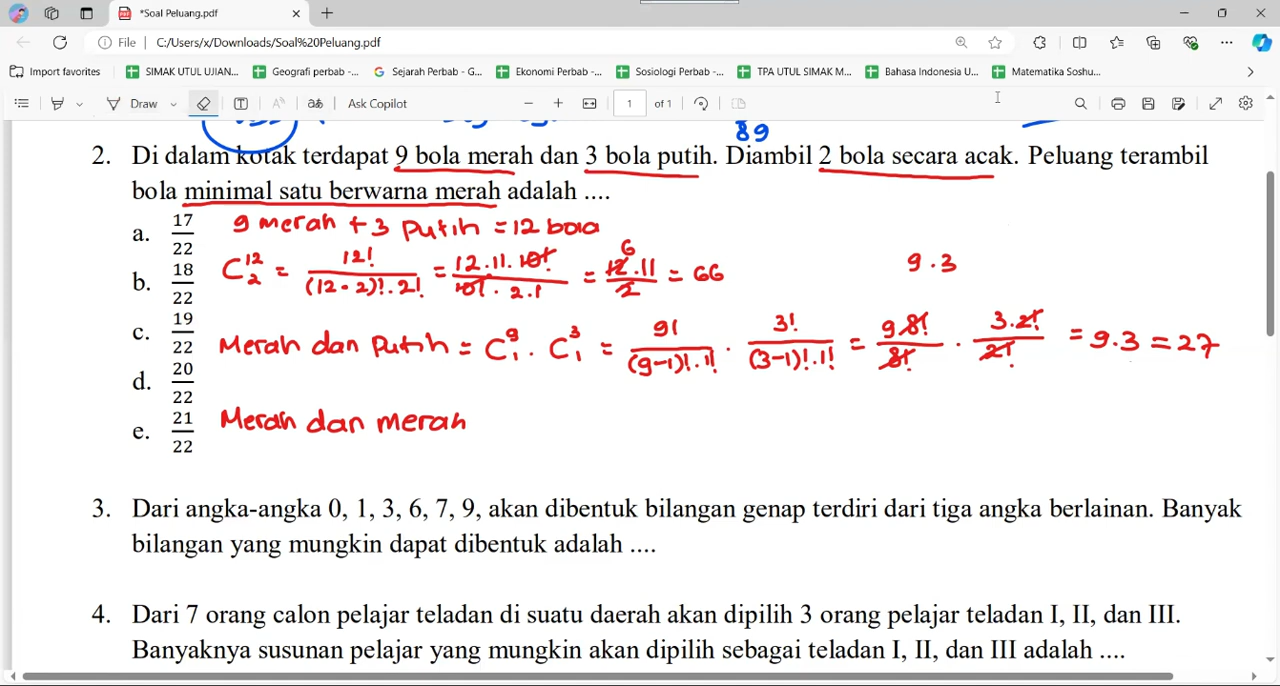 *Soal Peluang.pdf
File C:/Users/x/Downloads/Soal%20Peluang.pdf
Import favorites SIMAK UTUL UJIAN... Geografi perbab -... Sejarah Perbab - G... Ekonomi Perbab -... Sosiologi Perbab -... TPA UTUL SIMAK M... Bahasa Indonesia U... Matematika Soshu...
Draw Ask Copilot 1 of 1
89
2. Di dalam kotak terdapat 9 bola merah dan 3 bola putih. Diambil 2 bola secara acak. Peluang terambil
bola minimal satu berwarna merah adalah ....
a. 17/22
9 merah + 3 Putih = 12 bola
b. 18/22
C₂¹² = 12!/((12-2)!.2!) = 12.11.10!/(10!.2.1) = 12.11/2 = 66
6
9.3
c. 19/22
Merah dan Putih = C₁⁹ . C₁³ = 9!/((9-1)!.1!) . 3!/((3-1)!.1!) = 9.8!/8! . 3.2!/2! = 9.3 = 27
d. 20/22
e. 21/22
Merah dan merah
3. Dari angka-angka 0, 1, 3, 6, 7, 9, akan dibentuk bilangan genap terdiri dari tiga angka berlainan. Banyak
bilangan yang mungkin dapat dibentuk adalah ....
4. Dari 7 orang calon pelajar teladan di suatu daerah akan dipilih 3 orang pelajar teladan I, II, dan III.
Banyaknya susunan pelajar yang mungkin akan dipilih sebagai teladan I, II, dan III adalah ....